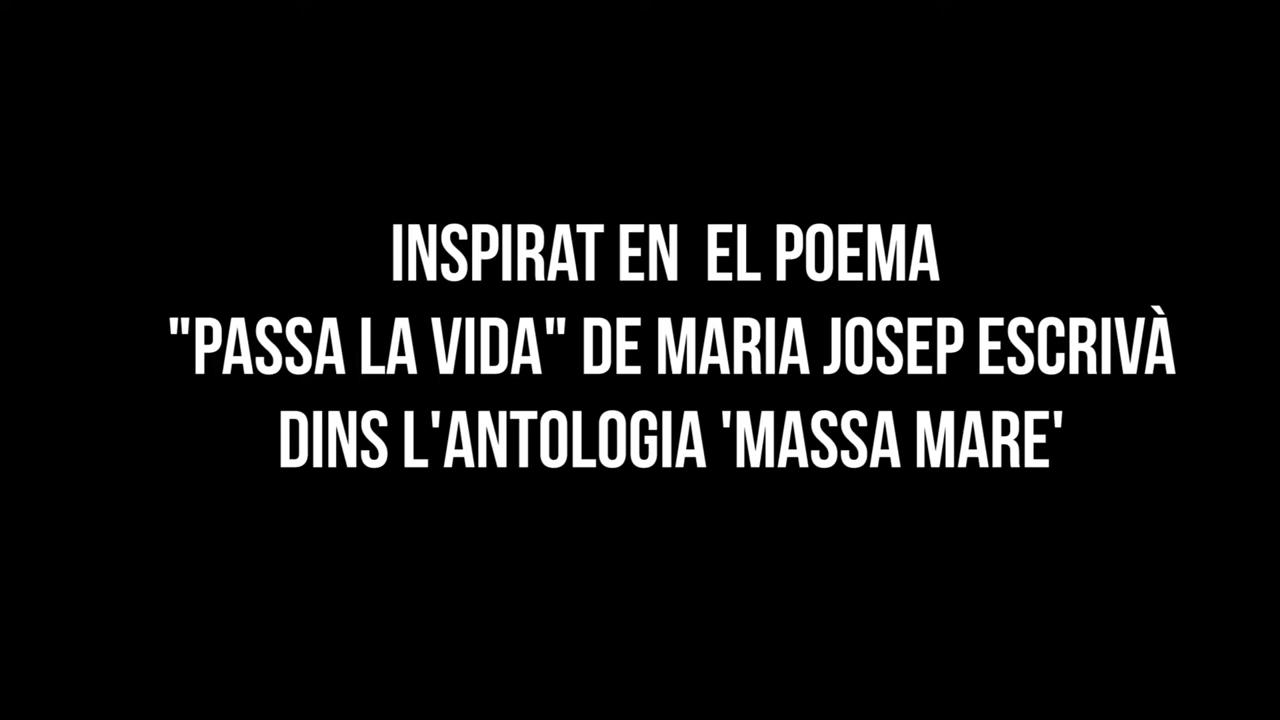 INSPIRAT EN  EL POEMA
"PASSA LA VIDA" DE MARIA JOSEP ESCRIVÀ
DINS L'ANTOLOGIA 'MASSA MARE'